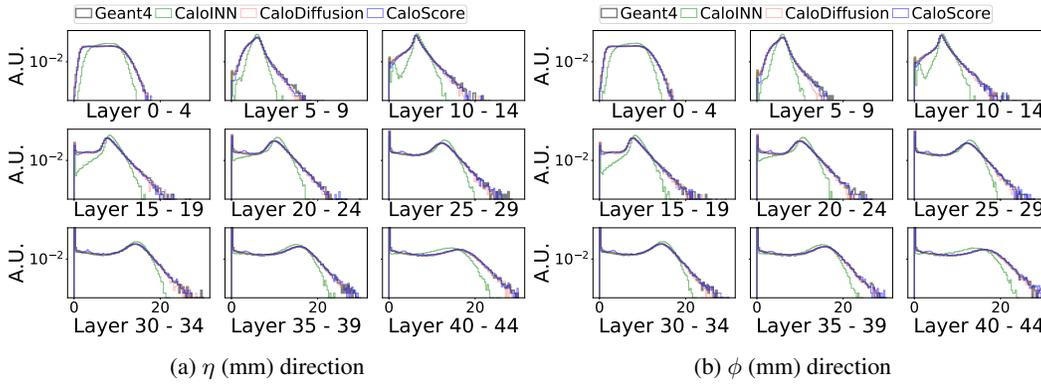 Geant4 CaloINN CaloDiffusion CaloScore Geant4 CaloINN CaloDiffusion CaloScore
A.U. 10⁻² A.U. 10⁻²
Layer 0 - 4 Layer 5 - 9 Layer 10 - 14 Layer 0 - 4 Layer 5 - 9 Layer 10 - 14
A.U. 10⁻² A.U. 10⁻²
Layer 15 - 19 Layer 20 - 24 Layer 25 - 29 Layer 15 - 19 Layer 20 - 24 Layer 25 - 29
A.U. 10⁻² A.U. 10⁻²
0 20 0 20 0 20 0 20 0 20 0 20
Layer 30 - 34 Layer 35 - 39 Layer 40 - 44 Layer 30 - 34 Layer 35 - 39 Layer 40 - 44
(a) η (mm) direction (b) ϕ (mm) direction